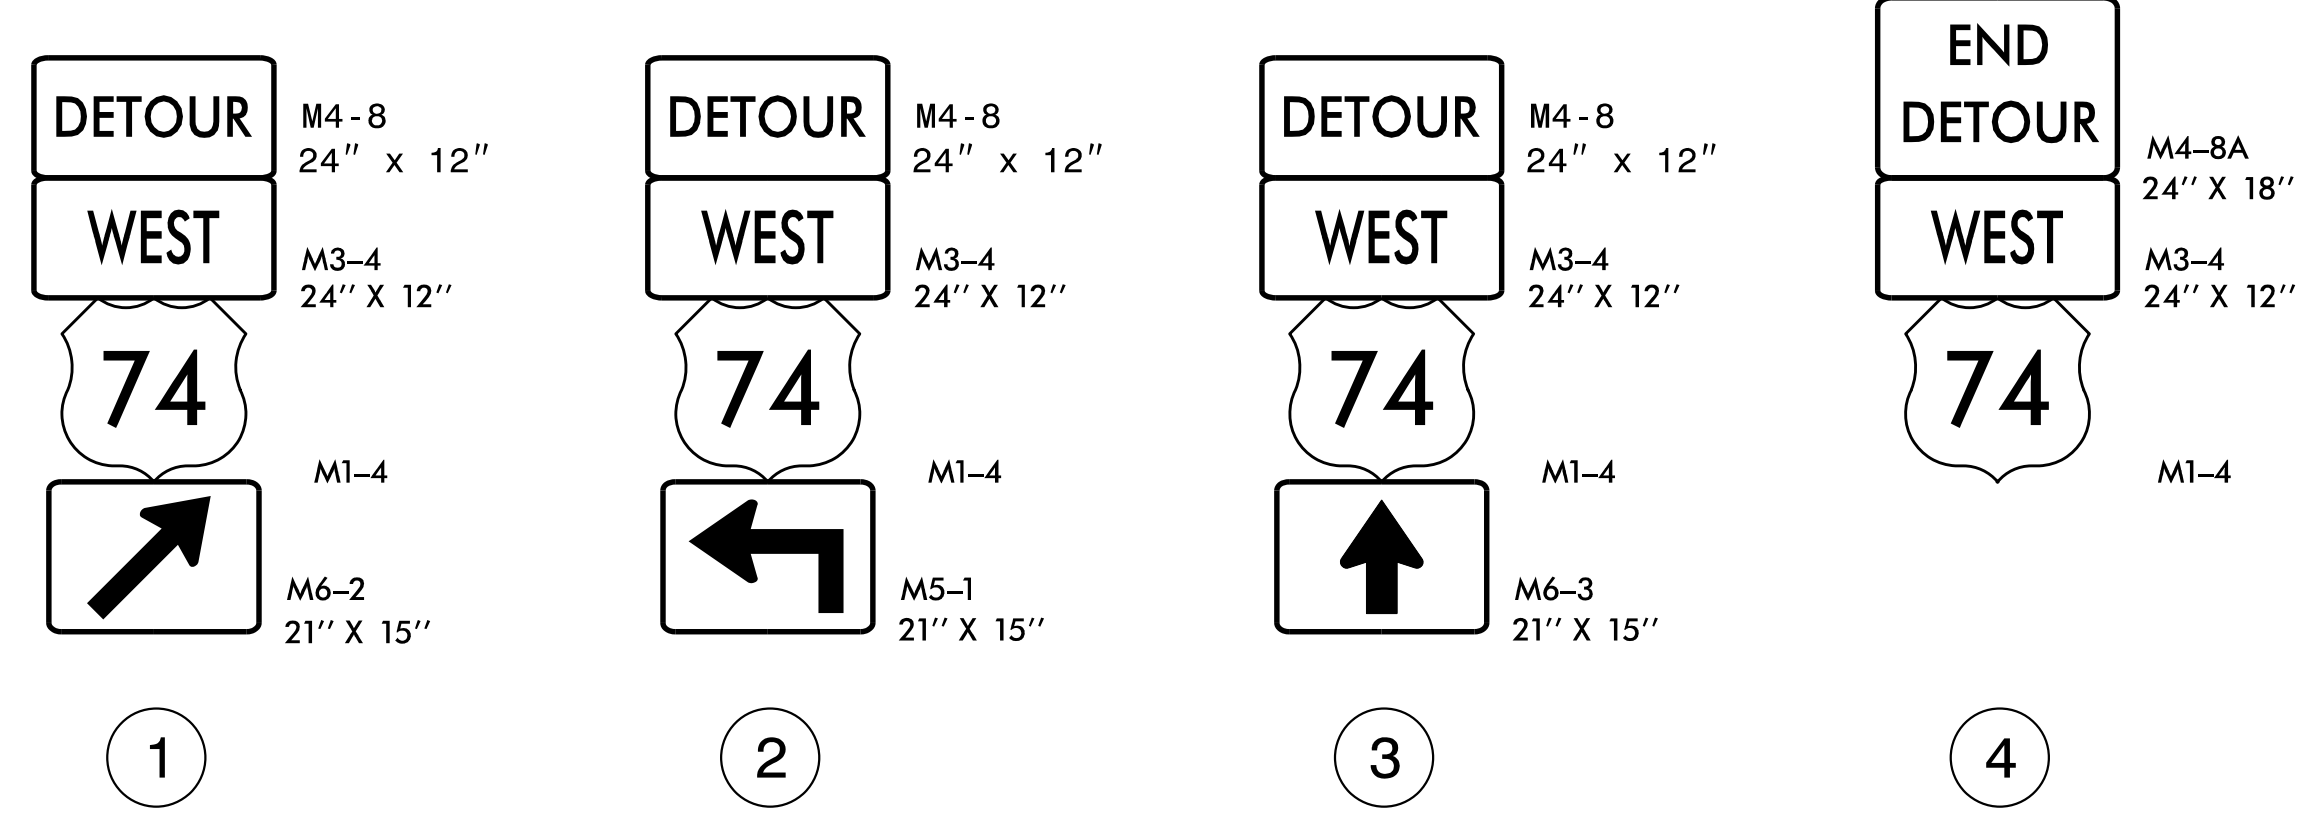 DETOUR
M4-8
24" x 12"
WEST
M3-4
24'' X 12''
74
M1-4
M6-2
21'' X 15''
1
DETOUR
M4-8
24" x 12"
WEST
M3-4
24'' X 12''
74
M1-4
M5-1
21'' X 15''
2
DETOUR
M4-8
24" x 12"
WEST
M3-4
24'' X 12''
74
M1-4
M6-3
21'' X 15''
3
END
DETOUR
M4-8A
24'' X 18''
WEST
M3-4
24'' X 12''
74
M1-4
4